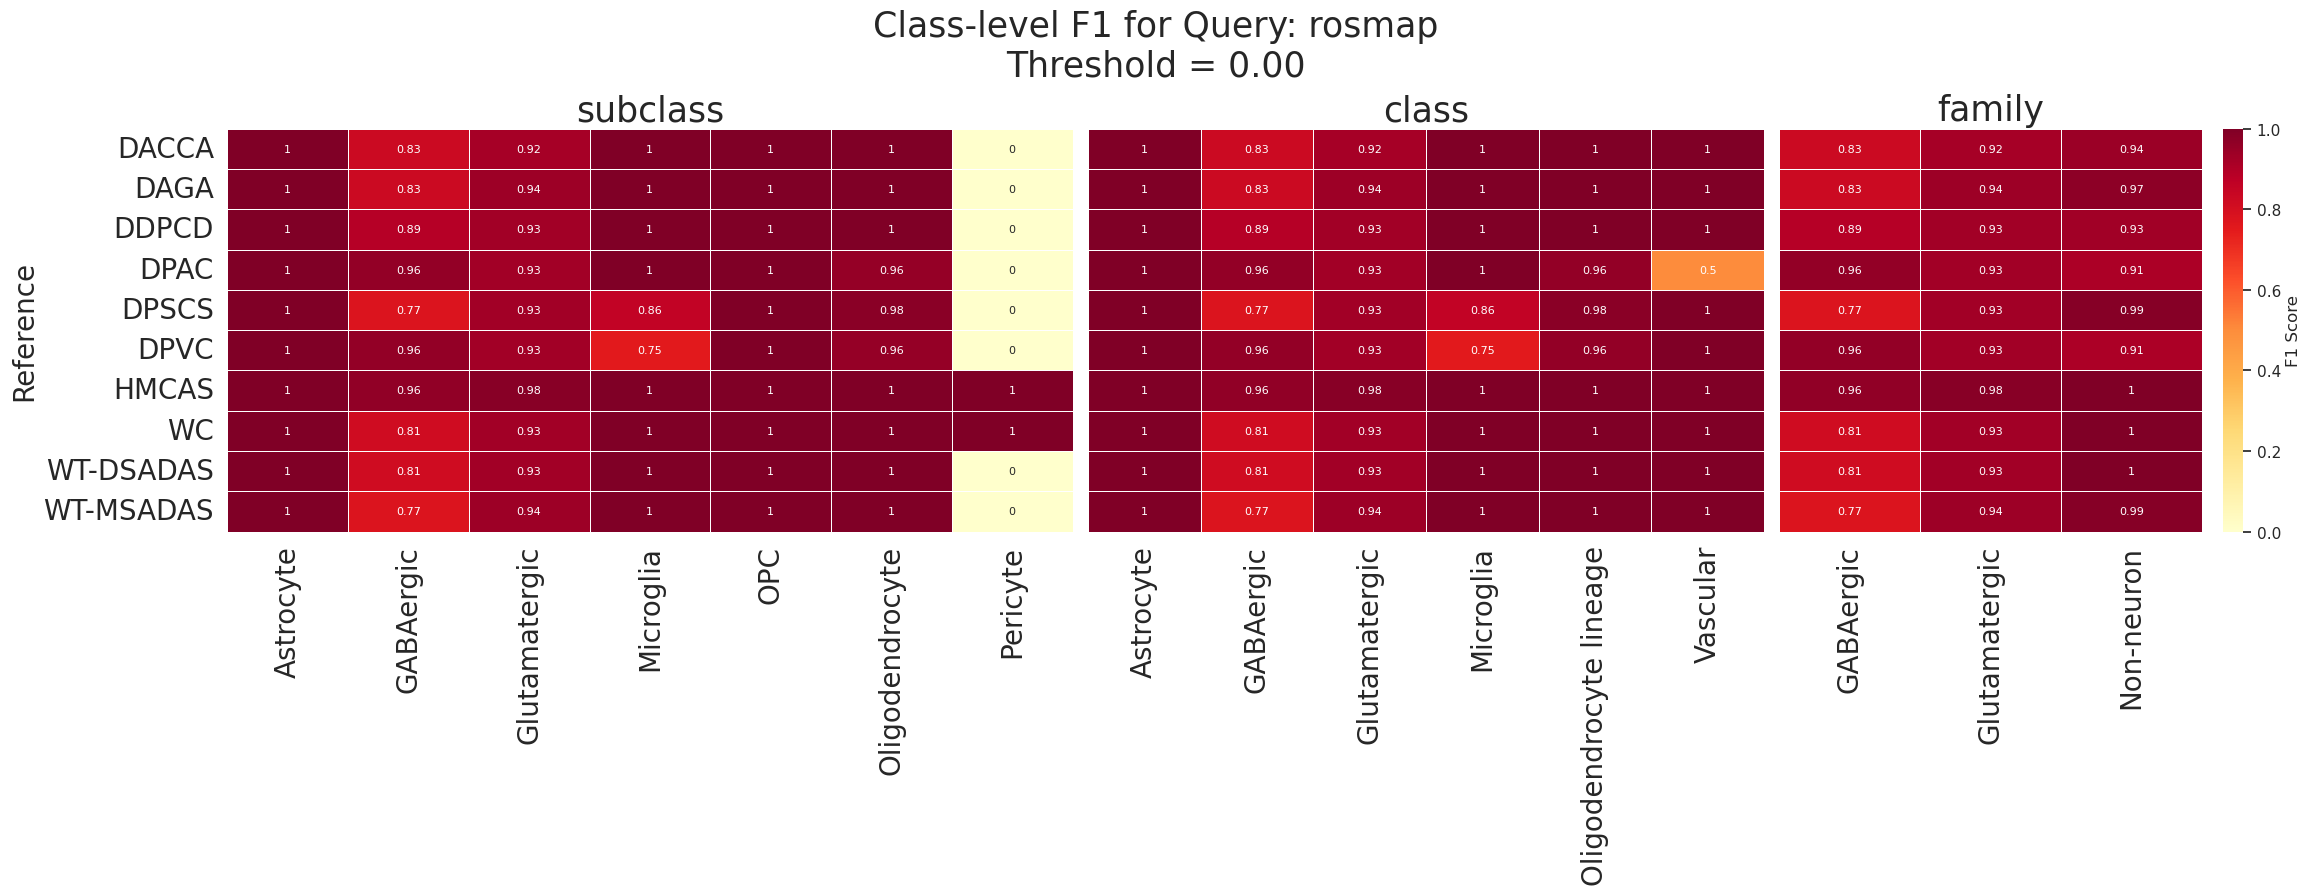 Class-level F1 for Query: rosmap
Threshold = 0.00
subclass class family
Reference
DACCA 1 0.83 0.92 1 1 1 0 1 0.83 0.92 1 1 1 0.83 0.92 0.94
DAGA 1 0.83 0.94 1 1 1 0 1 0.83 0.94 1 1 1 0.83 0.94 0.97
DDPCD 1 0.89 0.93 1 1 1 0 1 0.89 0.93 1 1 1 0.89 0.93 0.93
DPAC 1 0.96 0.93 1 1 0.96 0 1 0.96 0.93 1 0.96 0.5 0.96 0.93 0.91
DPSCS 1 0.77 0.93 0.86 1 0.98 0 1 0.77 0.93 0.86 0.98 1 0.77 0.93 0.99
DPVC 1 0.96 0.93 0.75 1 0.96 0 1 0.96 0.93 0.75 0.96 1 0.96 0.93 0.91
HMCAS 1 0.96 0.98 1 1 1 1 1 0.96 0.98 1 1 1 0.96 0.98 1
WC 1 0.81 0.93 1 1 1 1 1 0.81 0.93 1 1 1 0.81 0.93 1
WT-DSADAS 1 0.81 0.93 1 1 1 0 1 0.81 0.93 1 1 1 0.81 0.93 1
WT-MSADAS 1 0.77 0.94 1 1 1 0 1 0.77 0.94 1 1 1 0.77 0.94 0.99
Astrocyte
GABAergic
Glutamatergic
Microglia
OPC
Oligodendrocyte
Pericyte
Astrocyte
GABAergic
Glutamatergic
Microglia
Oligodendrocyte lineage
Vascular
GABAergic
Glutamatergic
Non-neuron
1.0
0.8
0.6
0.4
0.2
0.0
F1 Score